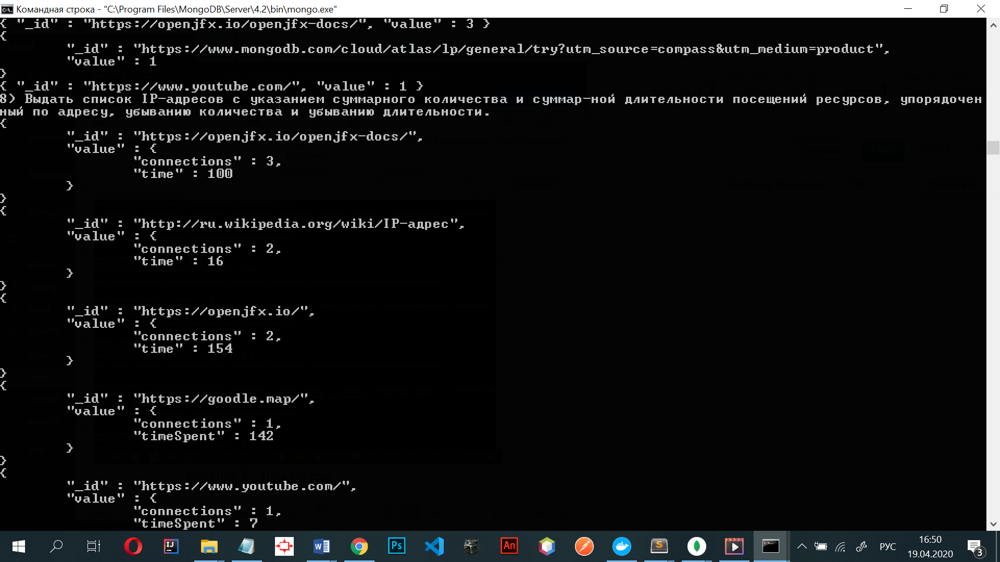 Командная строка - "C:\Program Files\MongoDB\Server\4.2\bin\mongo.exe"
{ "_id" : "https://openjfx.io/openjfx-docs/", "value" : 3 }
{
"_id" : "https://www.mongodb.com/cloud/atlas/lp/general/try?utm_source=compass&utm_medium=product",
"value" : 1
}
{ "_id" : "https://www.youtube.com/", "value" : 1 }
8) Выдать список IP-адресов с указанием суммарного количества и суммар-ной длительности посещений ресурсов, упорядочен
ный по адресу, убыванию количества и убыванию длительности.
{
"_id" : "https://openjfx.io/openjfx-docs/",
"value" : {
"connections" : 3,
"time" : 100
}
}
{
"_id" : "http://ru.wikipedia.org/wiki/IP-адрес",
"value" : {
"connections" : 2,
"time" : 16
}
}
{
"_id" : "https://openjfx.io/",
"value" : {
"connections" : 2,
"time" : 154
}
}
{
"_id" : "https://goodle.map/",
"value" : {
"connections" : 1,
"timeSpent" : 142
}
}
{
"_id" : "https://www.youtube.com/",
"value" : {
"connections" : 1,
"timeSpent" : 7
РУС
16:50
19.04.2020
3